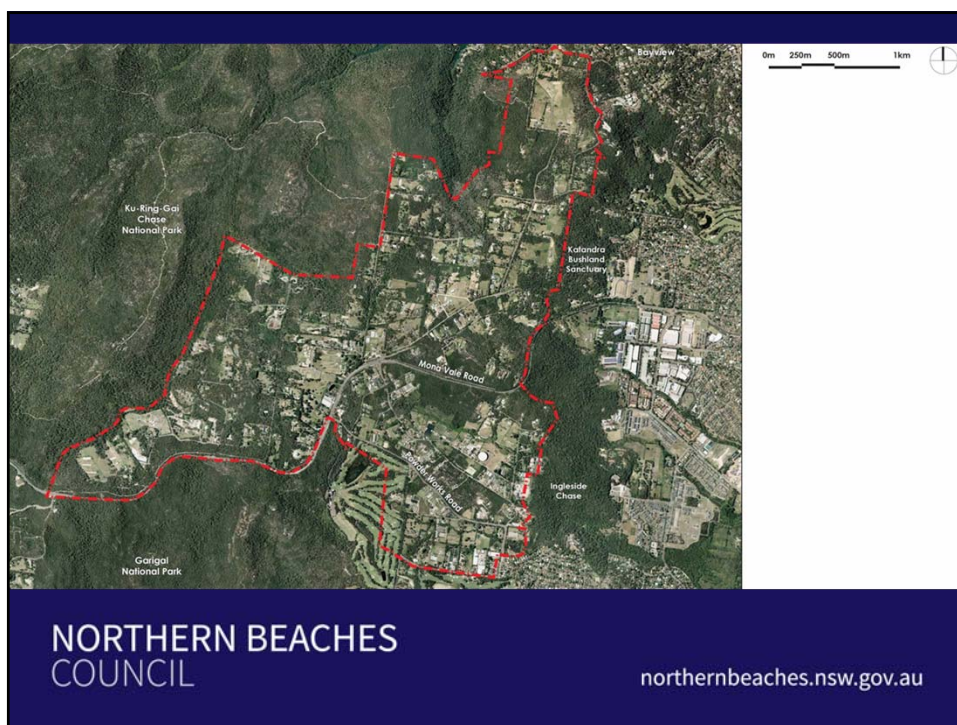 Bayview
0m 250m 500m 1km
Ku-Ring-Gai
Chase
National Park
Katandra
Bushland
Sanctuary
Mona Vale Road
Powder Works Road
Ingleside
Chase
Garigal
National Park
NORTHERN BEACHES
COUNCIL
northernbeaches.nsw.gov.au